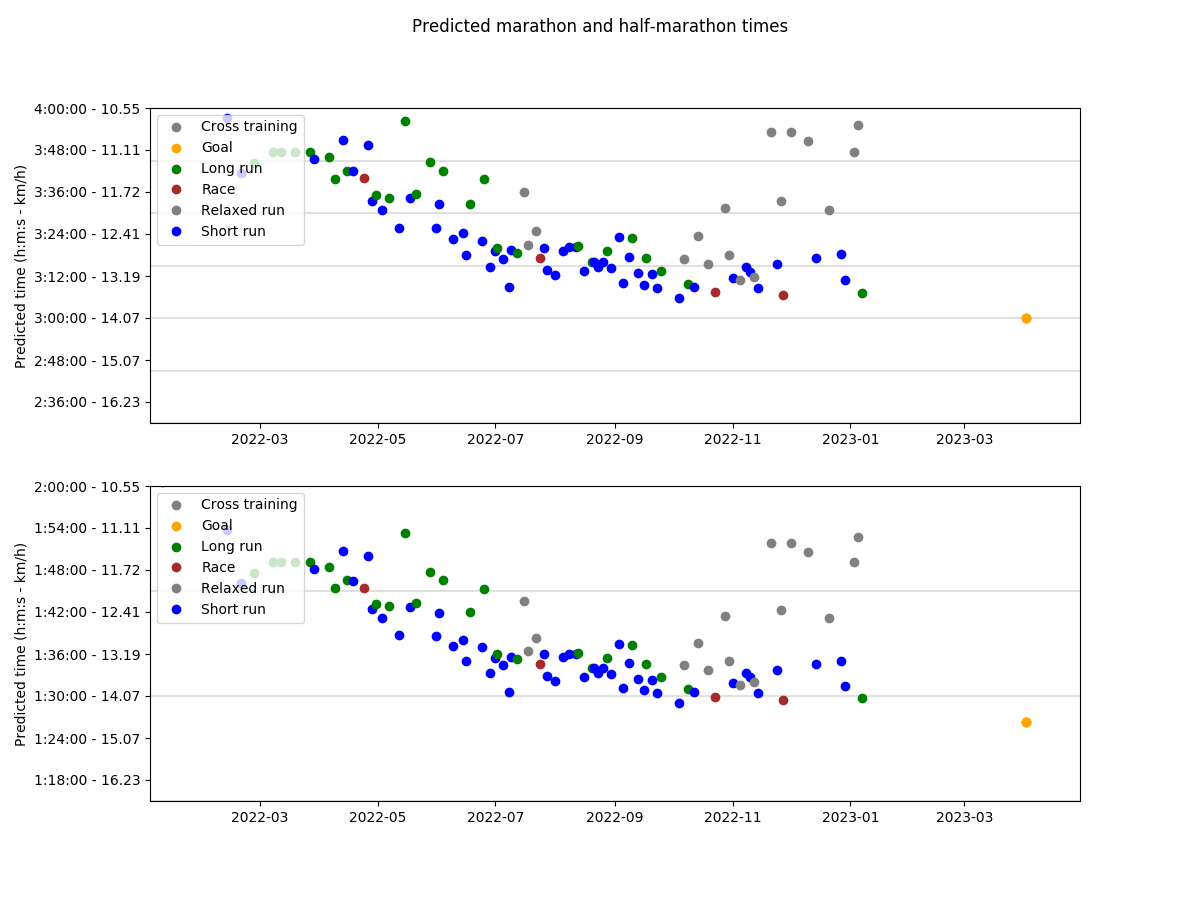 Predicted marathon and half-marathon times
Predicted time (h:m:s - km/h)
4:00:00 - 10.55
3:48:00 - 11.11
3:36:00 - 11.72
3:24:00 - 12.41
3:12:00 - 13.19
3:00:00 - 14.07
2:48:00 - 15.07
2:36:00 - 16.23
Cross training
Goal
Long run
Race
Relaxed run
Short run
2022-03
2022-05
2022-07
2022-09
2022-11
2023-01
2023-03
Predicted time (h:m:s - km/h)
2:00:00 - 10.55
1:54:00 - 11.11
1:48:00 - 11.72
1:42:00 - 12.41
1:36:00 - 13.19
1:30:00 - 14.07
1:24:00 - 15.07
1:18:00 - 16.23
Cross training
Goal
Long run
Race
Relaxed run
Short run
2022-03
2022-05
2022-07
2022-09
2022-11
2023-01
2023-03